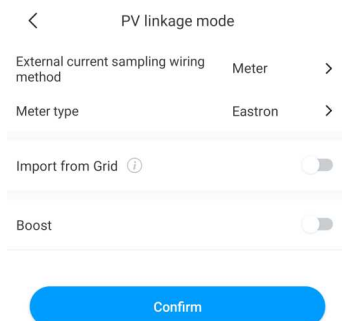 PV linkage mode
External current sampling wiring
method
Meter
Meter type
Eastron
Import from Grid
Boost
Confirm